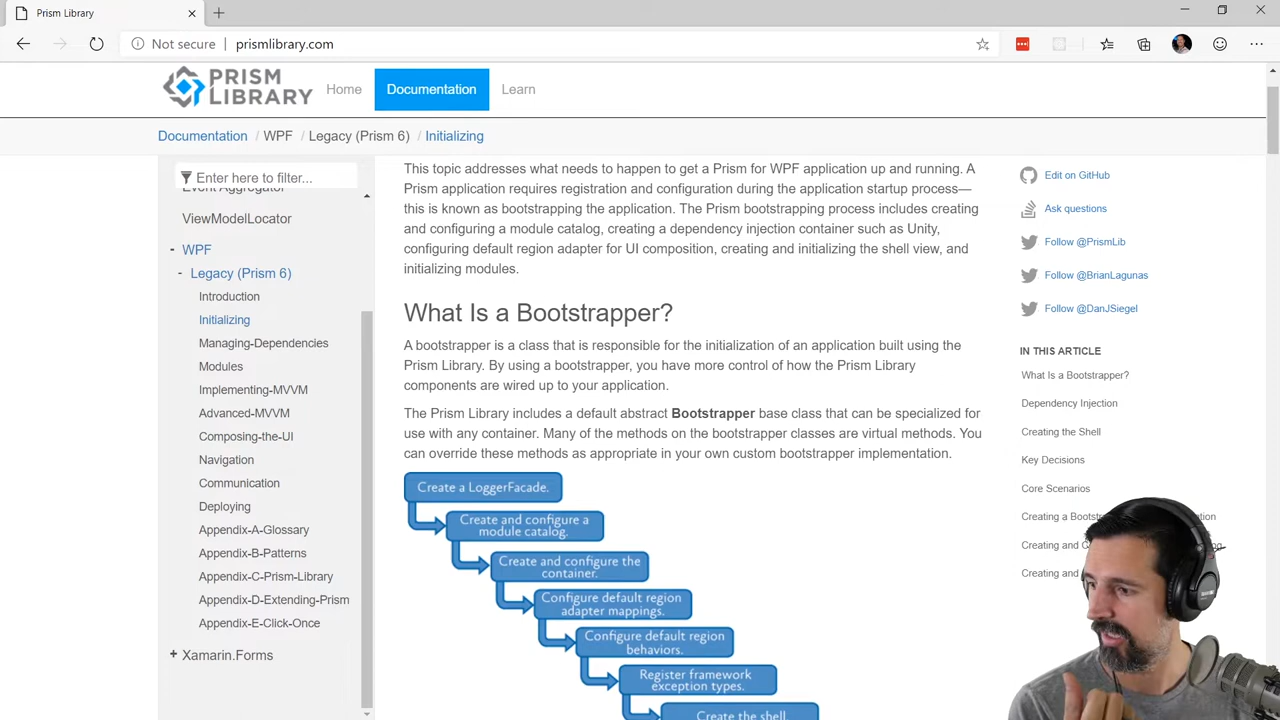 Prism Library
Not secure
prismlibrary.com
PRISM
LIBRARY
Home
Documentation
Learn
Documentation / WPF / Legacy (Prism 6) / Initializing
Enter here to filter...
Event Aggregator
ViewModelLocator
- WPF
- Legacy (Prism 6)
Introduction
Initializing
Managing-Dependencies
Modules
Implementing-MVVM
Advanced-MVVM
Composing-the-UI
Navigation
Communication
Deploying
Appendix-A-Glossary
Appendix-B-Patterns
Appendix-C-Prism-Library
Appendix-D-Extending-Prism
Appendix-E-Click-Once
+ Xamarin.Forms
This topic addresses what needs to happen to get a Prism for WPF application up and running. A
Prism application requires registration and configuration during the application startup process—
this is known as bootstrapping the application. The Prism bootstrapping process includes creating
and configuring a module catalog, creating a dependency injection container such as Unity,
configuring default region adapter for UI composition, creating and initializing the shell view, and
initializing modules.
What Is a Bootstrapper?
A bootstrapper is a class that is responsible for the initialization of an application built using the
Prism Library. By using a bootstrapper, you have more control of how the Prism Library
components are wired up to your application.
The Prism Library includes a default abstract Bootstrapper base class that can be specialized for
use with any container. Many of the methods on the bootstrapper classes are virtual methods. You
can override these methods as appropriate in your own custom bootstrapper implementation.
Create a LoggerFacade.
Create and configure a
module catalog.
Create and configure the
container.
Configure default region
adapter mappings.
Configure default region
behaviors.
Register framework
exception types.
Create the shell
Edit on GitHub
Ask questions
Follow @PrismLib
Follow @BrianLagunas
Follow @DanJSiegel
IN THIS ARTICLE
What Is a Bootstrapper?
Dependency Injection
Creating the Shell
Key Decisions
Core Scenarios
Creating a
Creating and
Creating and